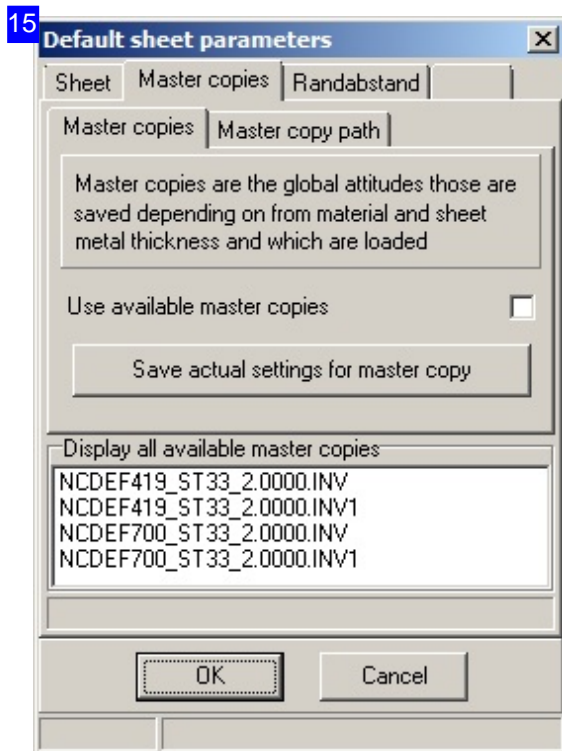 15
Default sheet parameters
Sheet Master copies Randabstand
Master copies Master copy path
Master copies are the global attitudes those are
saved depending on from material and sheet
metal thickness and which are loaded
Use available master copies
Save actual settings for master copy
Display all available master copies
NCDEF419_ST33_2.0000.INV
NCDEF419_ST33_2.0000.INV1
NCDEF700_ST33_2.0000.INV
NCDEF700_ST33_2.0000.INV1
OK Cancel